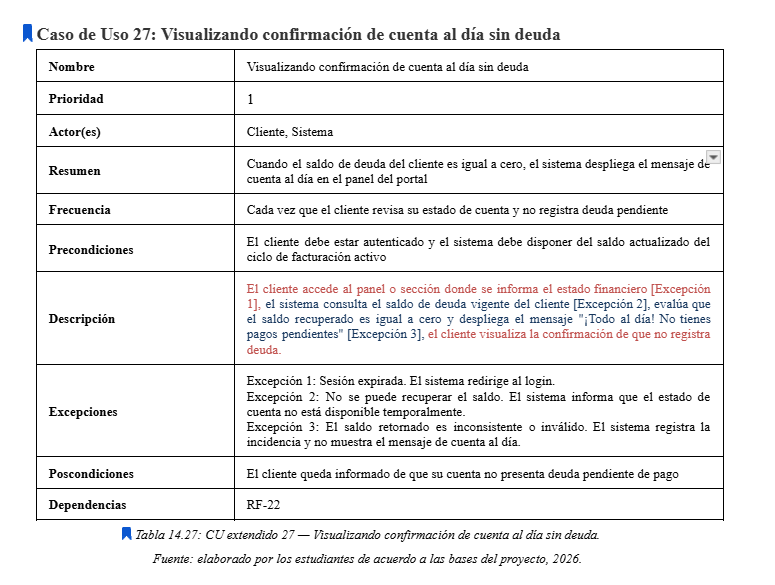 Caso de Uso 27: Visualizando confirmación de cuenta al día sin deuda
Nombre
Visualizando confirmación de cuenta al día sin deuda
Prioridad
1
Actor(es)
Cliente, Sistema
Resumen
Cuando el saldo de deuda del cliente es igual a cero, el sistema despliega el mensaje de
cuenta al día en el panel del portal
Frecuencia
Cada vez que el cliente revisa su estado de cuenta y no registra deuda pendiente
Precondiciones
El cliente debe estar autenticado y el sistema debe disponer del saldo actualizado del
ciclo de facturación activo
Descripción
El cliente accede al panel o sección donde se informa el estado financiero [Excepción
1], el sistema consulta el saldo de deuda vigente del cliente [Excepción 2], evalúa que
el saldo recuperado es igual a cero y despliega el mensaje "¡Todo al día! No tienes
pagos pendientes" [Excepción 3], el cliente visualiza la confirmación de que no registra
deuda.
Excepciones
Excepción 1: Sesión expirada. El sistema redirige al login.
Excepción 2: No se puede recuperar el saldo. El sistema informa que el estado de
cuenta no está disponible temporalmente.
Excepción 3: El saldo retornado es inconsistente o inválido. El sistema registra la
incidencia y no muestra el mensaje de cuenta al día.
Poscondiciones
El cliente queda informado de que su cuenta no presenta deuda pendiente de pago
Dependencias
RF-22
Tabla 14.27: CU extendido 27 — Visualizando confirmación de cuenta al día sin deuda.
Fuente: elaborado por los estudiantes de acuerdo a las bases del proyecto, 2026.